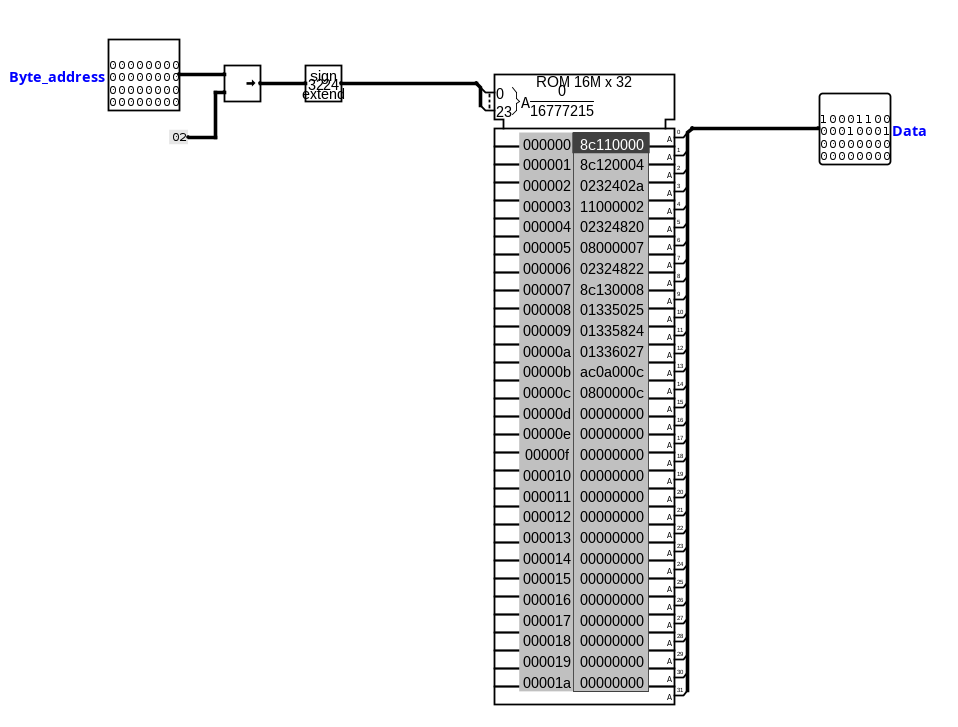 Byte_address
00000000
00000000
00000000
00000000
02
→
sign
3224
extend
ROM 16M x 32
0
23
A
0
16777215
000000 8c110000
000001 8c120004
000002 0232402a
000003 11000002
000004 02324820
000005 08000007
000006 02324822
000007 8c130008
000008 01335025
000009 01335824
00000a 01336027
00000b ac0a000c
00000c 0800000c
00000d 00000000
00000e 00000000
00000f 00000000
000010 00000000
000011 00000000
000012 00000000
000013 00000000
000014 00000000
000015 00000000
000016 00000000
000017 00000000
000018 00000000
000019 00000000
00001a 00000000
A 0
A 1
A 2
A 3
A 4
A 5
A 6
A 7
A 8
A 9
A 10
A 11
A 12
A 13
A 14
A 15
A 16
A 17
A 18
A 19
A 20
A 21
A 22
A 23
A 24
A 25
A 26
A 27
A 28
A 29
A 30
A 31
10001100
00010001
00000000
00000000
Data